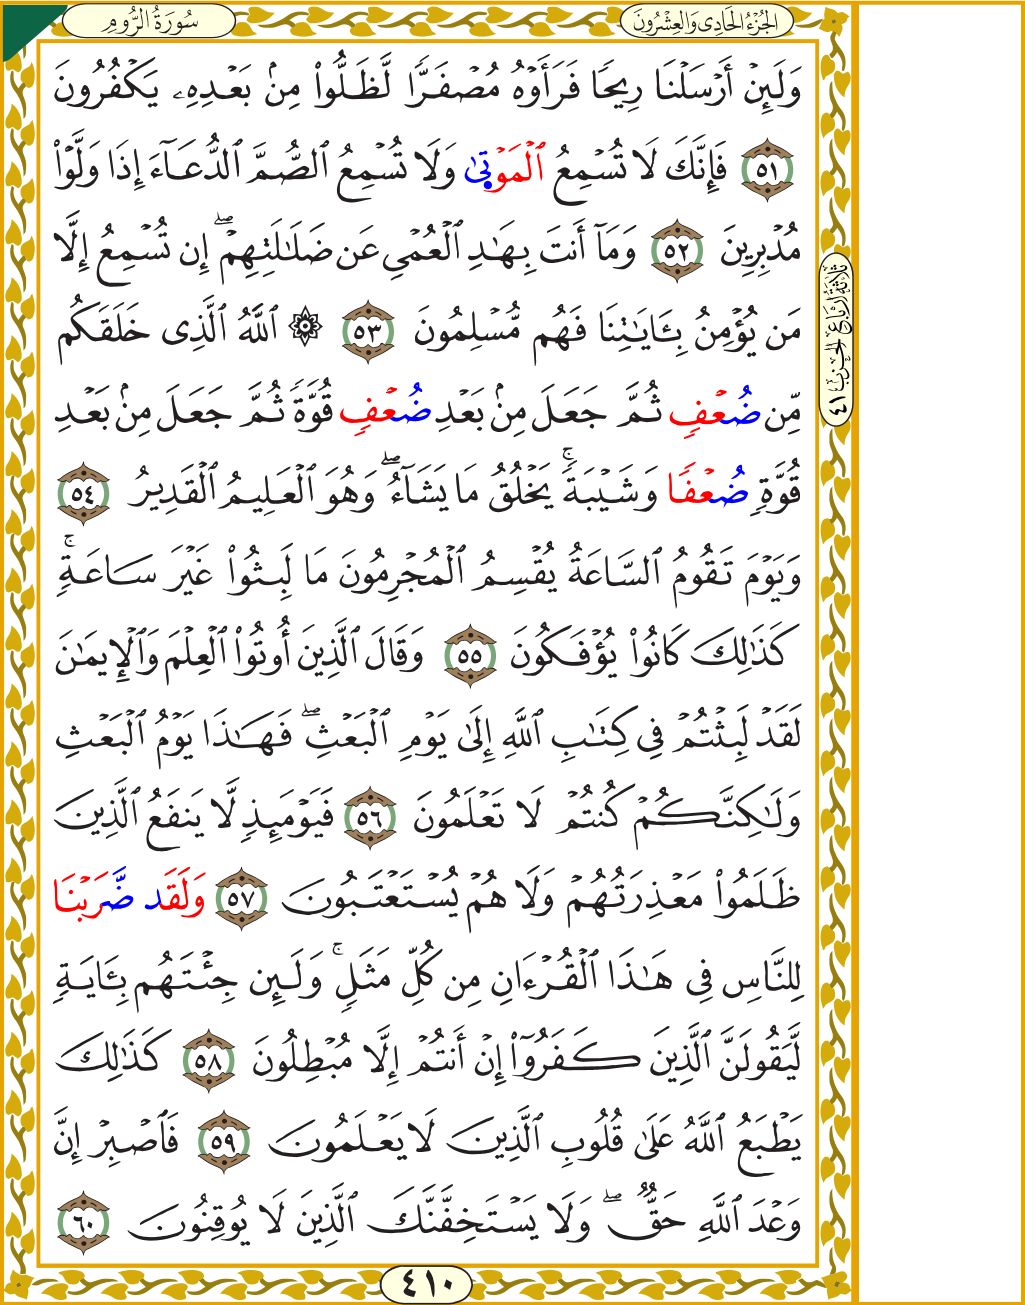 الجُزْءُ الحَادِى وَالعِشْرُونَ
سُورَةُ الرُّومِ
وَلَئِنْ أَرْسَلْنَا رِيحًا فَرَأَوْهُ مُصْفَرًّا لَّظَلُّوا۟ مِنۢ بَعْدِهِۦ يَكْفُرُونَ
٥١ فَإِنَّكَ لَا تُسْمِعُ ٱلْمَوْتَىٰ وَلَا تُسْمِعُ ٱلصُّمَّ ٱلدُّعَآءَ إِذَا وَلَّوْا۟
مُدْبِرِينَ ٥٢ وَمَآ أَنتَ بِهَـٰدِ ٱلْعُمْىِ عَن ضَلَـٰلَتِهِمْ ۖ إِن تُسْمِعُ إِلَّا
مَن يُؤْمِنُ بِـَٔايَـٰتِنَا فَهُم مُّسْلِمُونَ ٥٣ ۞ ٱللَّهُ ٱلَّذِى خَلَقَكُم
مِّن ضُعْفٍ ثُمَّ جَعَلَ مِنۢ بَعْدِ ضُعْفٍ قُوَّةً ثُمَّ جَعَلَ مِنۢ بَعْدِ
قُوَّةٍ ضُعْفًا وَشَيْبَةً ۚ يَخْلُقُ مَا يَشَآءُ ۖ وَهُوَ ٱلْعَلِيمُ ٱلْقَدِيرُ ٥٤
وَيَوْمَ تَقُومُ ٱلسَّاعَةُ يُقْسِمُ ٱلْمُجْرِمُونَ مَا لَبِثُوا۟ غَيْرَ سَاعَةٍ ۚ
كَذَٰلِكَ كَانُوا۟ يُؤْفَكُونَ ٥٥ وَقَالَ ٱلَّذِينَ أُوتُوا۟ ٱلْعِلْمَ وَٱلْإِيمَـٰنَ
لَقَدْ لَبِثْتُمْ فِى كِتَـٰبِ ٱللَّهِ إِلَىٰ يَوْمِ ٱلْبَعْثِ ۖ فَهَـٰذَا يَوْمُ ٱلْبَعْثِ
وَلَـٰكِنَّكُمْ كُنتُمْ لَا تَعْلَمُونَ ٥٦ فَيَوْمَئِذٍ لَّا يَنفَعُ ٱلَّذِينَ
ظَلَمُوا۟ مَعْذِرَتُهُمْ وَلَا هُمْ يُسْتَعْتَبُونَ ٥٧ وَلَقَد ضَّرَبْنَا
لِلنَّاسِ فِى هَـٰذَا ٱلْقُرْءَانِ مِن كُلِّ مَثَلٍ ۚ وَلَئِن جِئْتَهُم بِـَٔايَةٍ
لَّيَقُولَنَّ ٱلَّذِينَ كَفَرُوٓا۟ إِنْ أَنتُمْ إِلَّا مُبْطِلُونَ ٥٨ كَذَٰلِكَ
يَطْبَعُ ٱللَّهُ عَلَىٰ قُلُوبِ ٱلَّذِينَ لَا يَعْلَمُونَ ٥٩ فَٱصْبِرْ إِنَّ
وَعْدَ ٱللَّهِ حَقٌّ ۖ وَلَا يَسْتَخِفَّنَّكَ ٱلَّذِينَ لَا يُوقِنُونَ ٦٠
ثلاثة أرباع الحزب ٤١
٤١٠